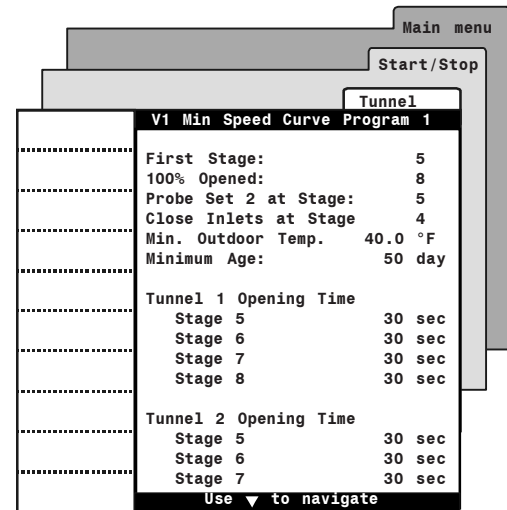 Main menu
Start/Stop
Tunnel
V1 Min Speed Curve Program 1
First Stage: 5
100% Opened: 8
Probe Set 2 at Stage: 5
Close Inlets at Stage 4
Min. Outdoor Temp. 40.0 °F
Minimum Age: 50 day
Tunnel 1 Opening Time
Stage 5 30 sec
Stage 6 30 sec
Stage 7 30 sec
Stage 8 30 sec
Tunnel 2 Opening Time
Stage 5 30 sec
Stage 6 30 sec
Stage 7 30 sec
Use ▼ to navigate